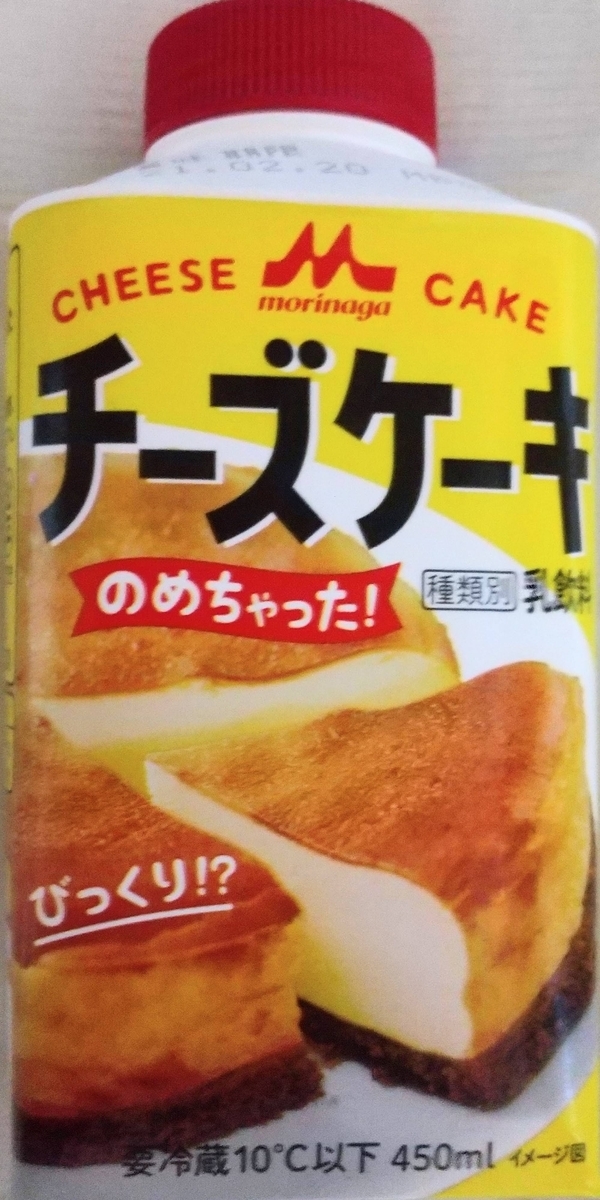 21.02.20
CHEESE morinaga CAKE
チーズケーキ
のめちゃった!
種類別 乳飲料
びっくり!?
要冷蔵10℃以下 450ml イメージ図